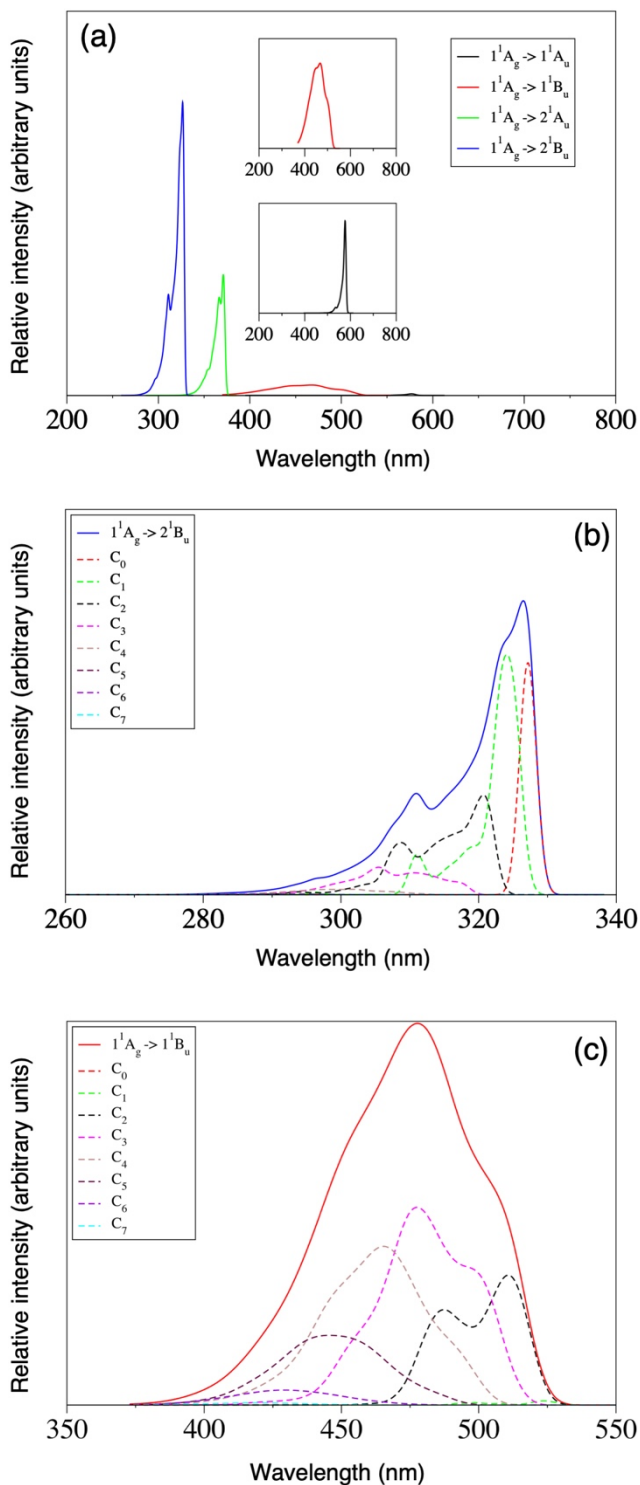 (a)
1¹Ag -> 1¹Au
1¹Ag -> 1¹Bu
1¹Ag -> 2¹Au
1¹Ag -> 2¹Bu
200 400 600 800
200 400 600 800
Relative intensity (arbitrary units)
200 300 400 500 600 700 800
Wavelength (nm)
(b)
1¹Ag -> 2¹Bu
C0
C1
C2
C3
C4
C5
C6
C7
Relative intensity (arbitrary units)
260 280 300 320 340
Wavelength (nm)
(c)
1¹Ag -> 1¹Bu
C0
C1
C2
C3
C4
C5
C6
C7
Relative intensity (arbitrary units)
350 400 450 500 550
Wavelength (nm)